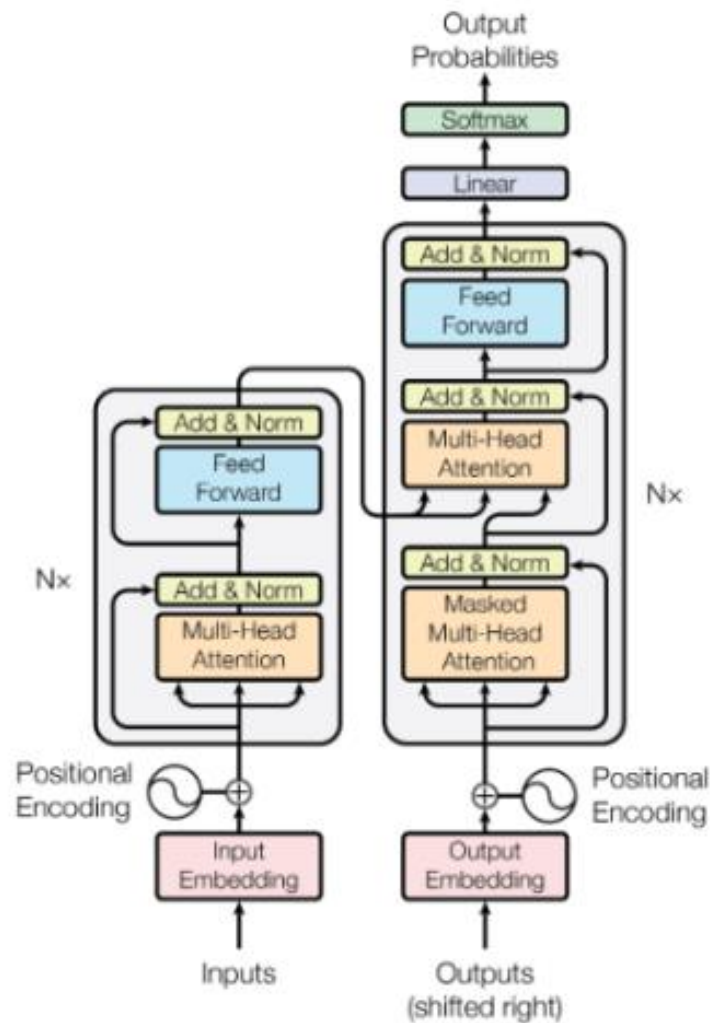 Output
Probabilities
Softmax
Linear
Add & Norm
Feed
Forward
Add & Norm
Multi-Head
Attention
Add & Norm
Masked
Multi-Head
Attention
Nx
Add & Norm
Feed
Forward
Add & Norm
Multi-Head
Attention
Nx
Positional
Encoding
Positional
Encoding
Input
Embedding
Output
Embedding
Inputs
Outputs
(shifted right)